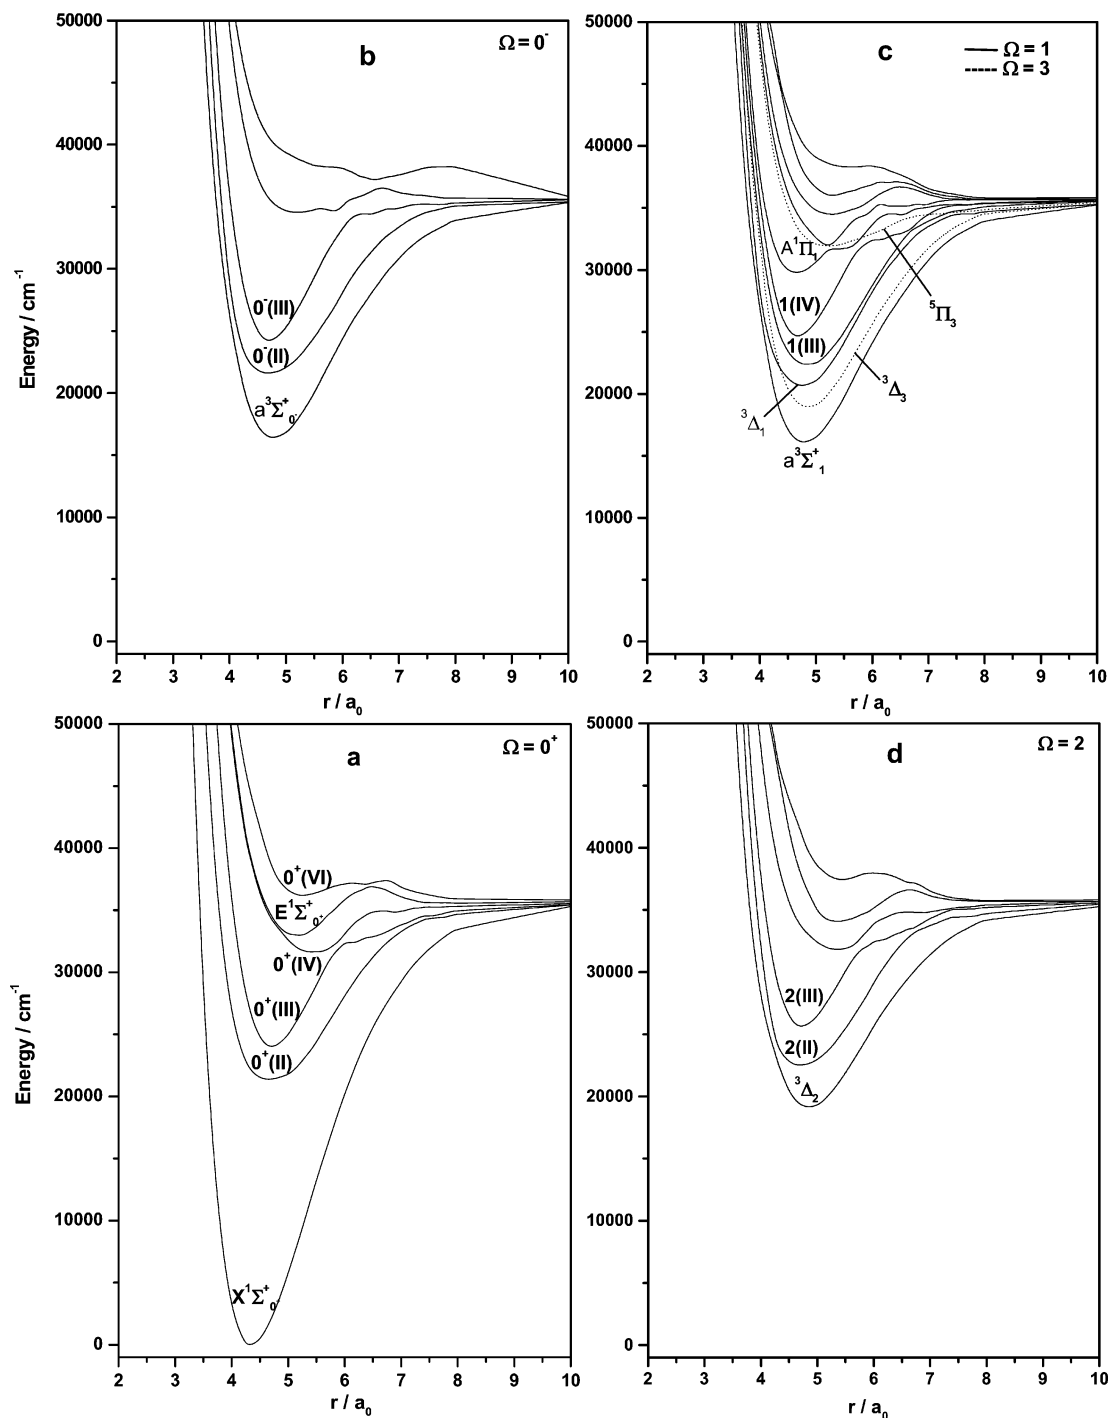 50000
40000
30000
20000
10000
0
Energy / cm⁻¹
b
Ω = 0⁻
0⁻(III)
0⁻(II)
a³Σ⁺₀₋
2 3 4 5 6 7 8 9 10
r / a₀
50000
40000
30000
20000
10000
0
c
Ω = 1
Ω = 3
A¹Π₁
1(IV)
⁵Π₃
1(III)
³Δ₃
³Δ₁
a³Σ⁺₁
2 3 4 5 6 7 8 9 10
r / a₀
50000
40000
30000
20000
10000
0
Energy / cm⁻¹
a
Ω = 0⁺
0⁺(VI)
E¹Σ⁺₀₊
0⁺(IV)
0⁺(III)
0⁺(II)
2 3 4 5 6 7 8 9 10
r / a₀
50000
40000
30000
20000
10000
0
d
Ω = 2
2(III)
2(II)
³Δ₂
2 3 4 5 6 7 8 9 10
r / a₀